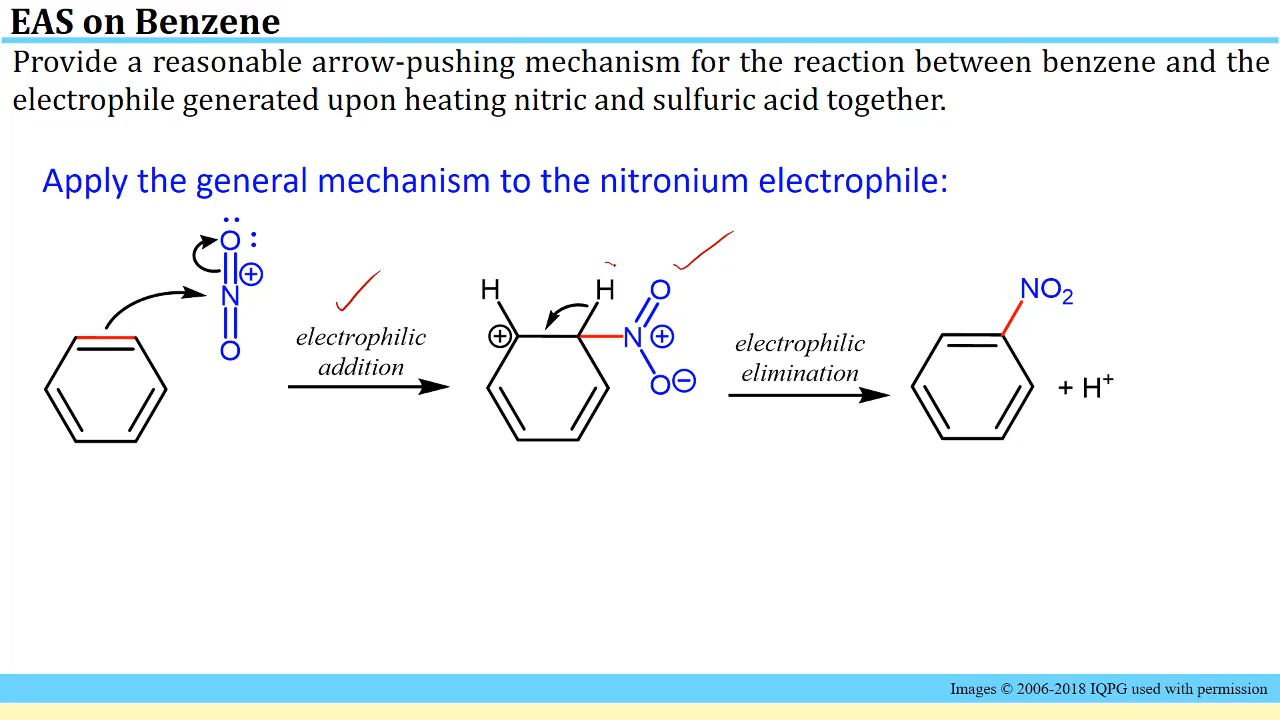 EAS on Benzene
Provide a reasonable arrow-pushing mechanism for the reaction between benzene and the
electrophile generated upon heating nitric and sulfuric acid together.
Apply the general mechanism to the nitronium electrophile:
O
+
N
O
electrophilic
addition
H
H
O
+
N
+
O−
electrophilic
elimination
NO2
+ H+
Images © 2006-2018 IQPG used with permission